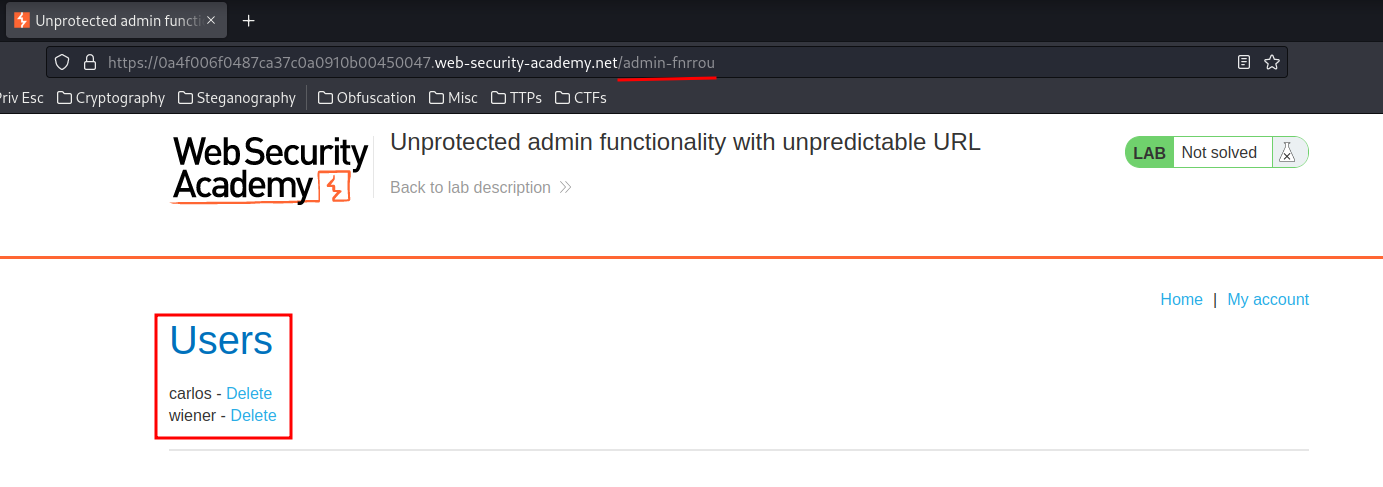 Unprotected admin functi
https://0a4f006f0487ca37c0a0910b00450047.web-security-academy.net/admin-fnrrou
Priv Esc Cryptography Steganography Obfuscation Misc TTPs CTFs
Web Security Academy
Unprotected admin functionality with unpredictable URL
Back to lab description
LAB Not solved
Home | My account
Users
carlos - Delete
wiener - Delete